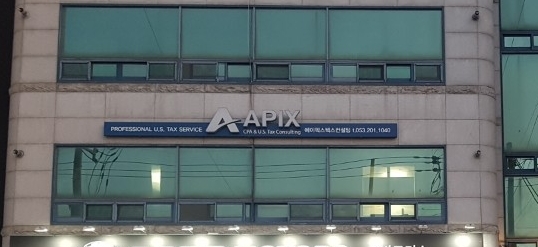 PROFESSIONAL U.S. TAX SERVICE
APIX
CPA & U.S. Tax Consulting
에이픽스택스컨설팅 t.053.201.1040